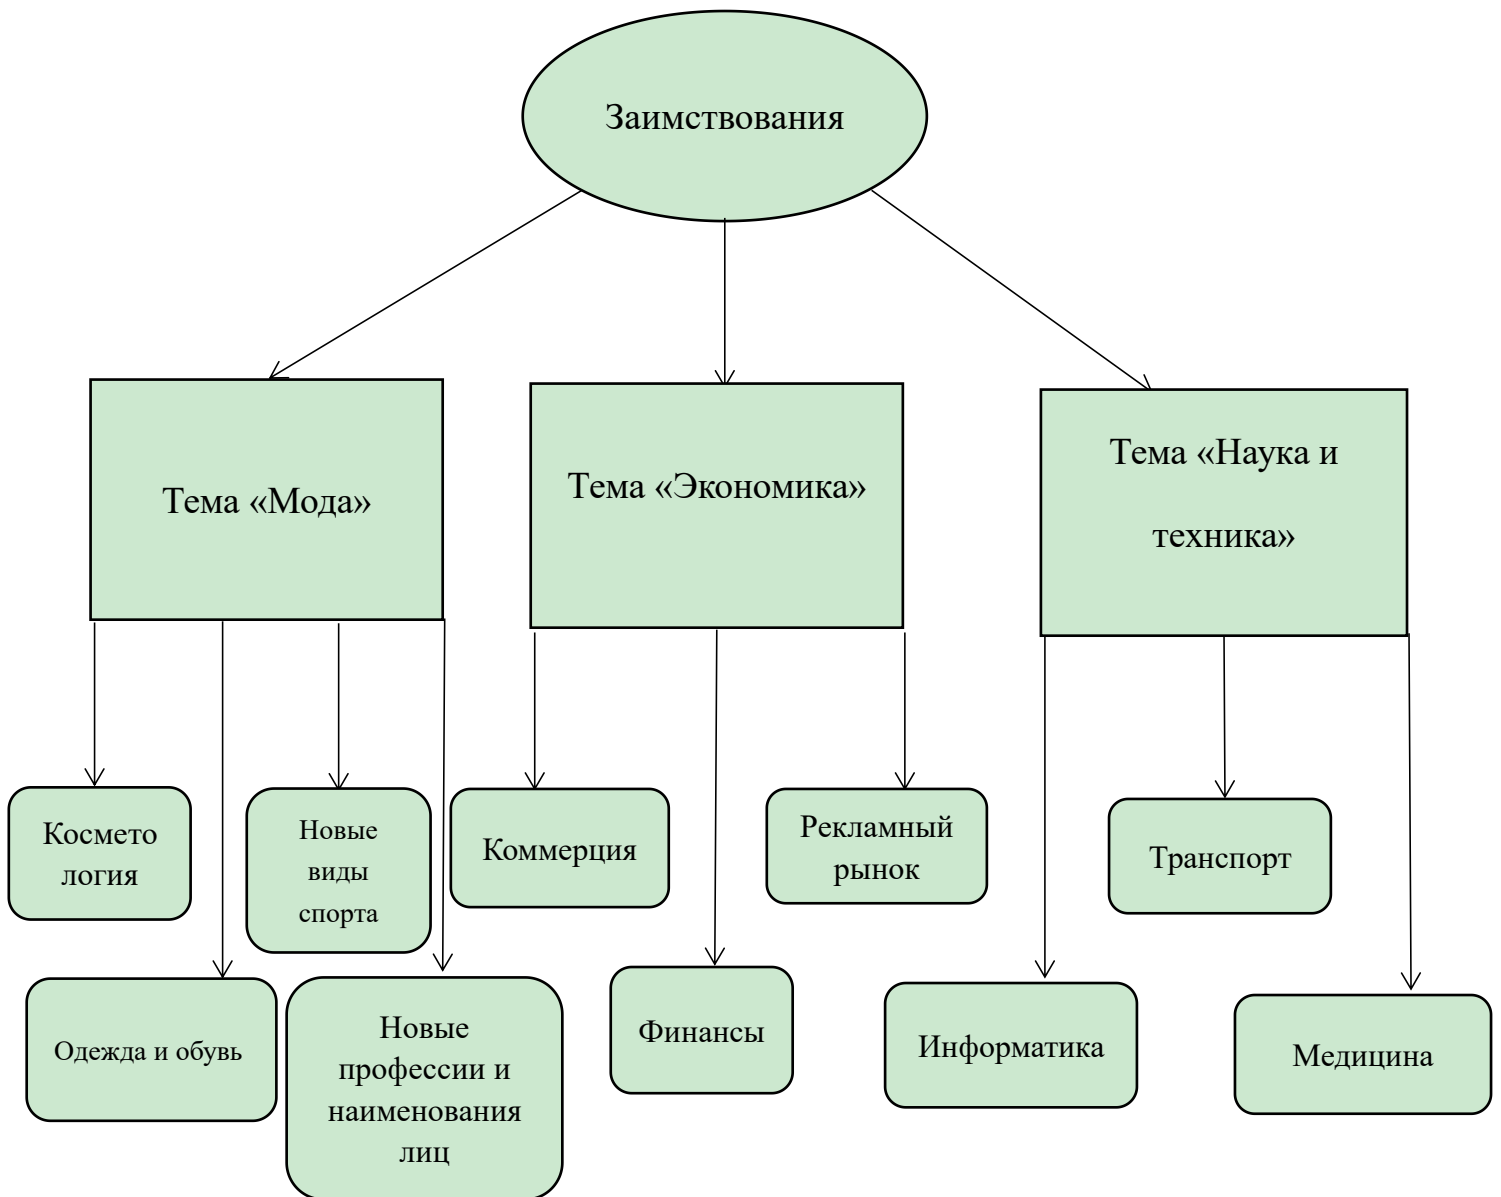 Заимствования
Тема «Мода»
Тема «Экономика»
Тема «Наука и
техника»
Космето
логия
Новые
виды
спорта
Коммерция
Рекламный
рынок
Транспорт
Одежда и обувь
Новые
профессии и
наименования
лиц
Финансы
Информатика
Медицина